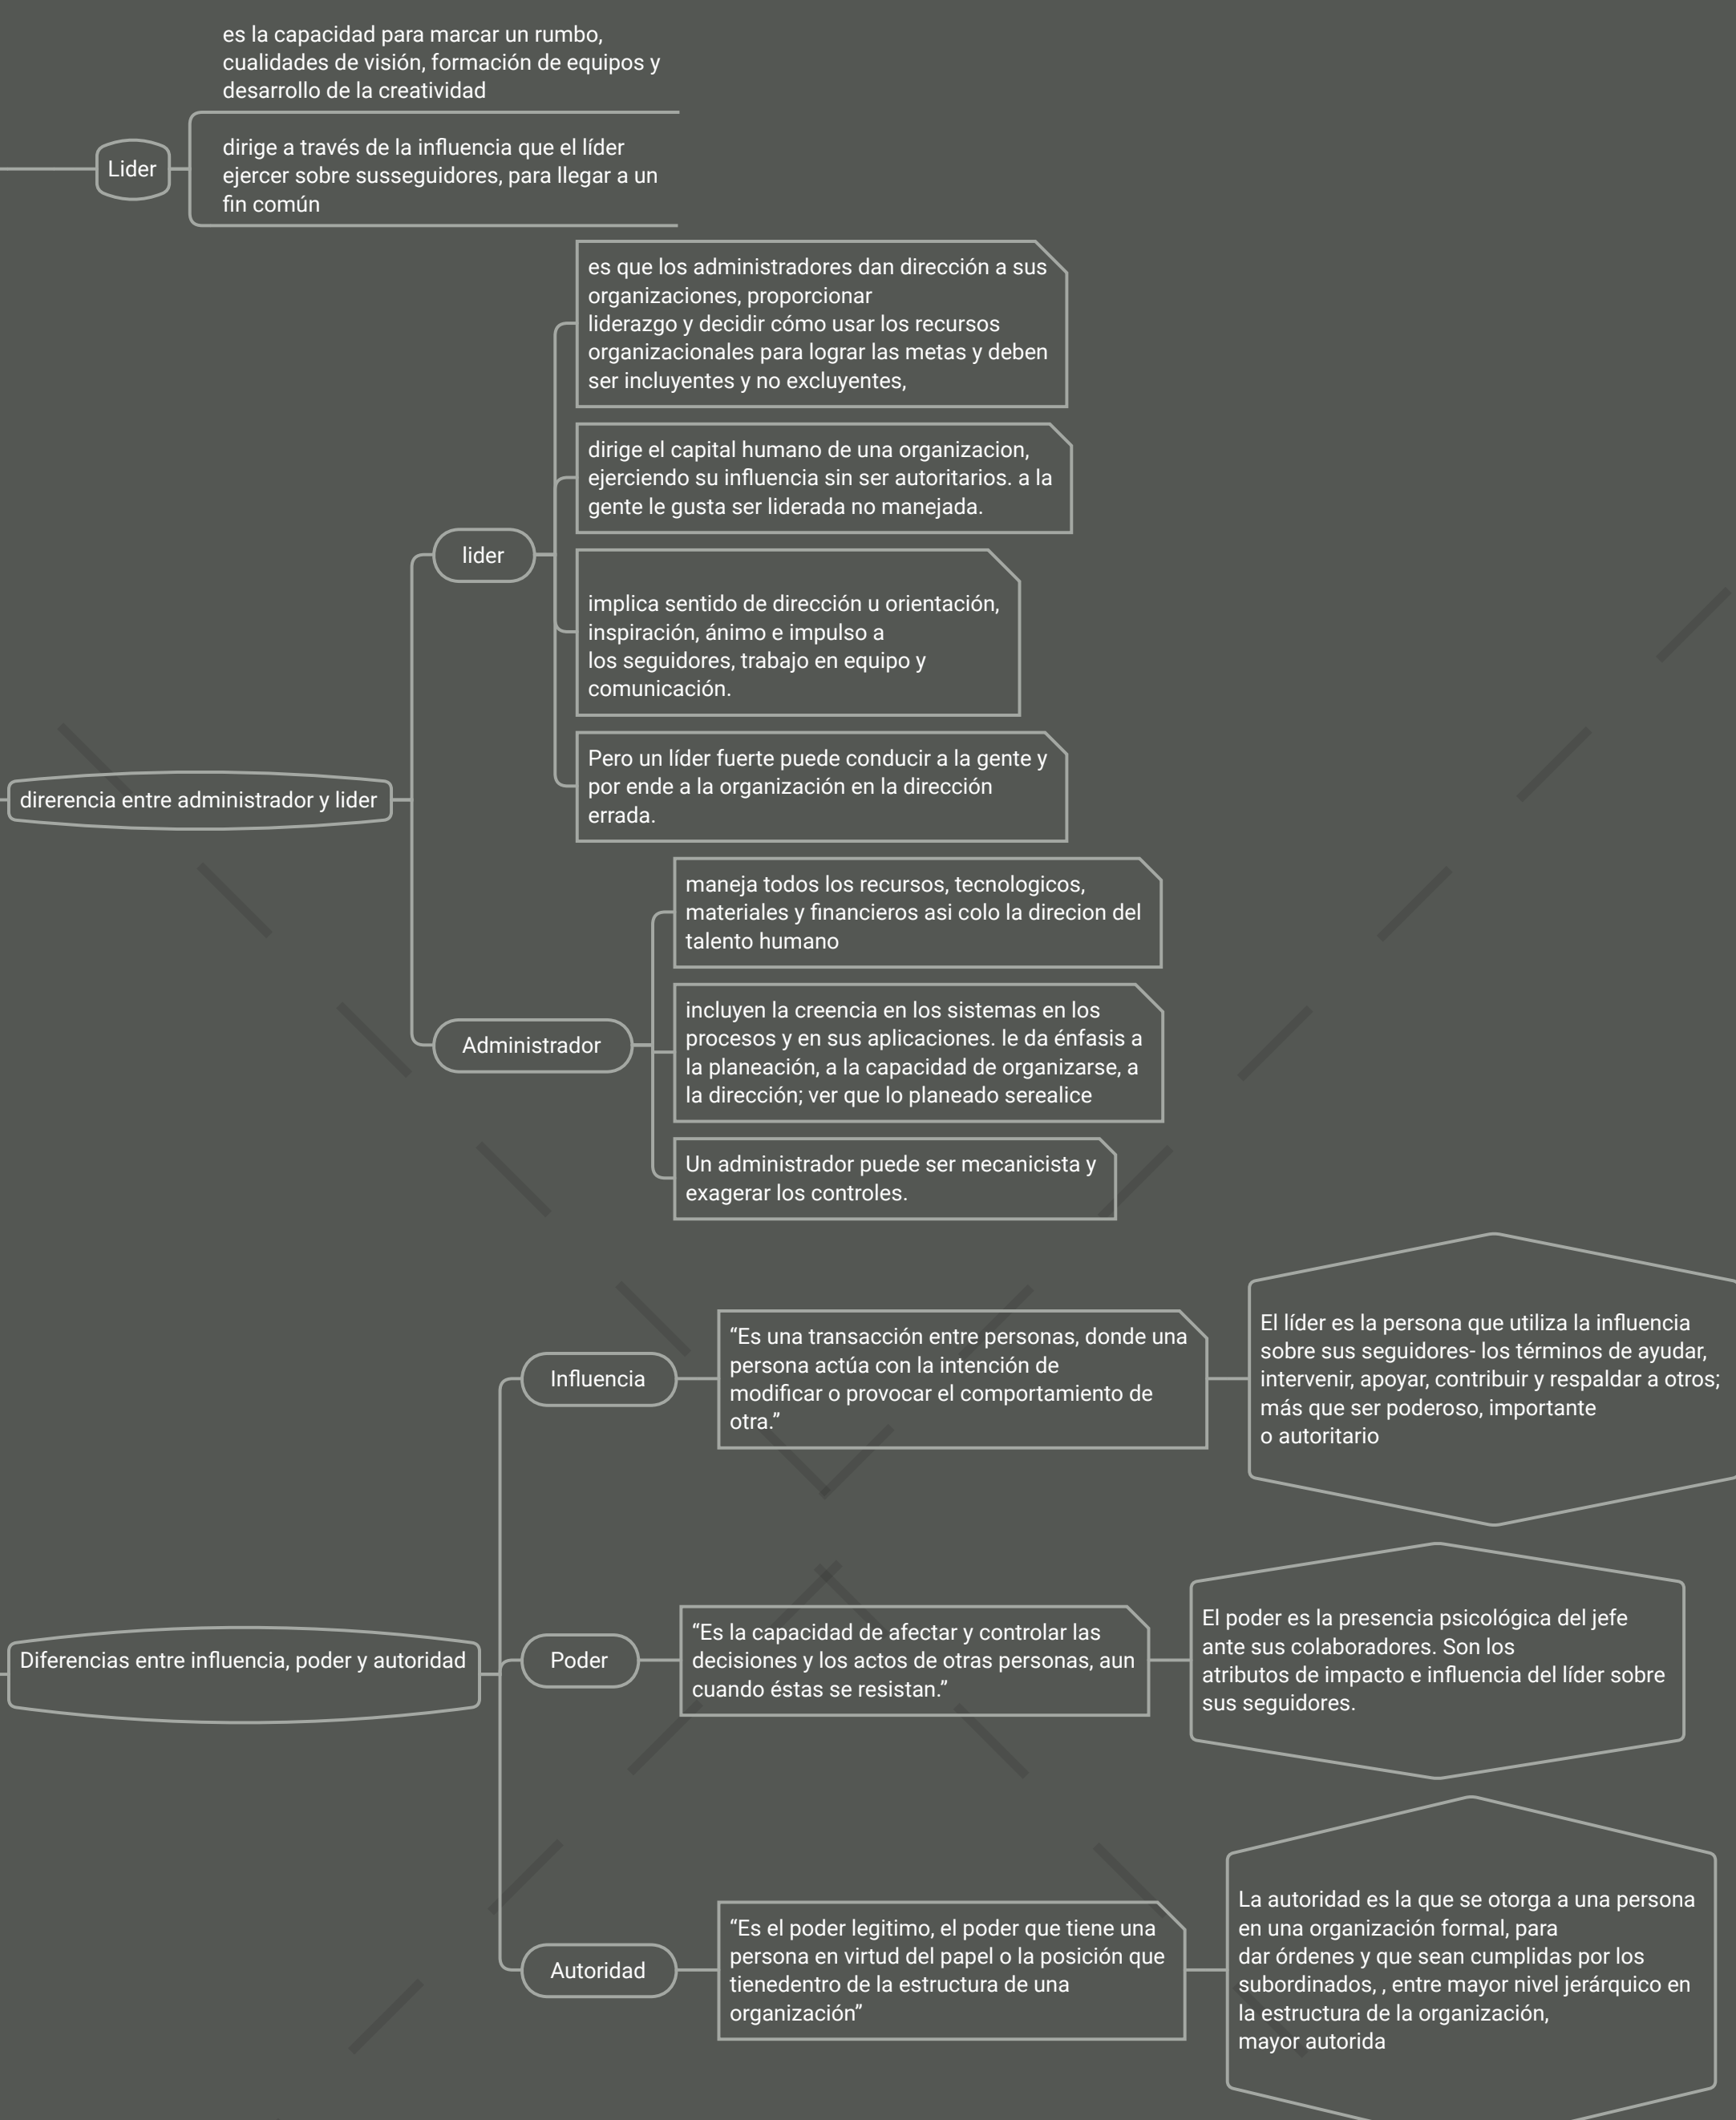 es la capacidad para marcar un rumbo,
cualidades de visión, formación de equipos y
desarrollo de la creatividad
Lider
dirige a través de la influencia que el líder
ejercer sobre susseguidores, para llegar a un
fin común
es que los administradores dan dirección a sus
organizaciones, proporcionar
liderazgo y decidir cómo usar los recursos
organizacionales para lograr las metas y deben
ser incluyentes y no excluyentes,
dirige el capital humano de una organizacion,
ejerciendo su influencia sin ser autoritarios. a la
gente le gusta ser liderada no manejada.
lider
implica sentido de dirección u orientación,
inspiración, ánimo e impulso a
los seguidores, trabajo en equipo y
comunicación.
Pero un líder fuerte puede conducir a la gente y
por ende a la organización en la dirección
errada.
direrencia entre administrador y lider
maneja todos los recursos, tecnologicos,
materiales y financieros asi colo la direcion del
talento humano
incluyen la creencia en los sistemas en los
procesos y en sus aplicaciones. le da énfasis a
la planeación, a la capacidad de organizarse, a
la dirección; ver que lo planeado serealice
Administrador
Un administrador puede ser mecanicista y
exagerar los controles.
Influencia
“Es una transacción entre personas, donde una
persona actúa con la intención de
modificar o provocar el comportamiento de
otra.”
El líder es la persona que utiliza la influencia
sobre sus seguidores- los términos de ayudar,
intervenir, apoyar, contribuir y respaldar a otros;
más que ser poderoso, importante
o autoritario
Diferencias entre influencia, poder y autoridad
Poder
“Es la capacidad de afectar y controlar las
decisiones y los actos de otras personas, aun
cuando éstas se resistan.”
El poder es la presencia psicológica del jefe
ante sus colaboradores. Son los
atributos de impacto e influencia del líder sobre
sus seguidores.
Autoridad
“Es el poder legitimo, el poder que tiene una
persona en virtud del papel o la posición que
tienedentro de la estructura de una
organización”
La autoridad es la que se otorga a una persona
en una organización formal, para
dar órdenes y que sean cumplidas por los
subordinados, , entre mayor nivel jerárquico en
la estructura de la organización,
mayor autorida